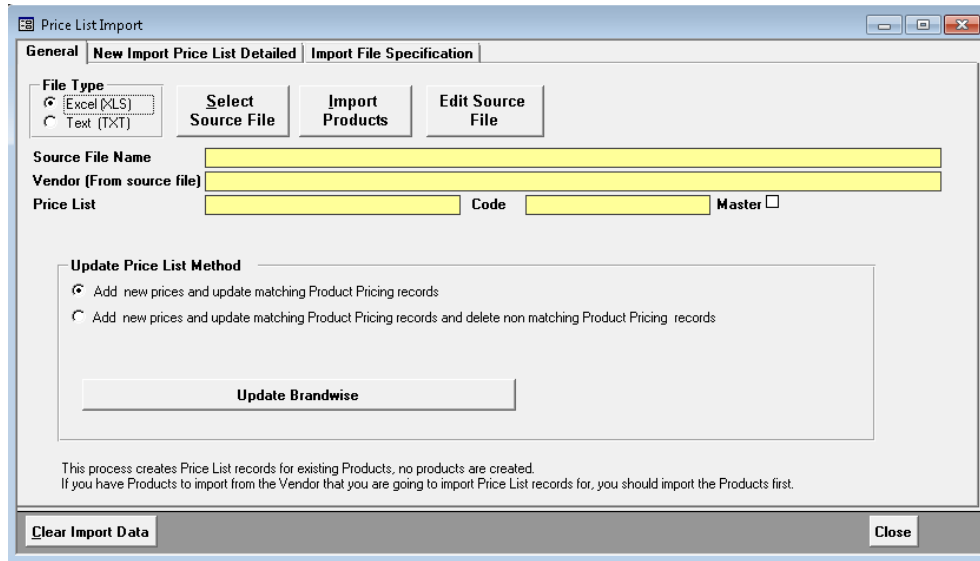 Price List Import
General New Import Price List Detailed Import File Specification
File Type
Excel (XLS)
Text (TXT)
Select Source File
Import Products
Edit Source File
Source File Name
Vendor (From source file)
Price List Code Master
Update Price List Method
Add new prices and update matching Product Pricing records
Add new prices and update matching Product Pricing records and delete non matching Product Pricing records
Update Brandwise
This process creates Price List records for existing Products, no products are created.
If you have Products to import from the Vendor that you are going to import Price List records for, you should import the Products first.
Clear Import Data Close